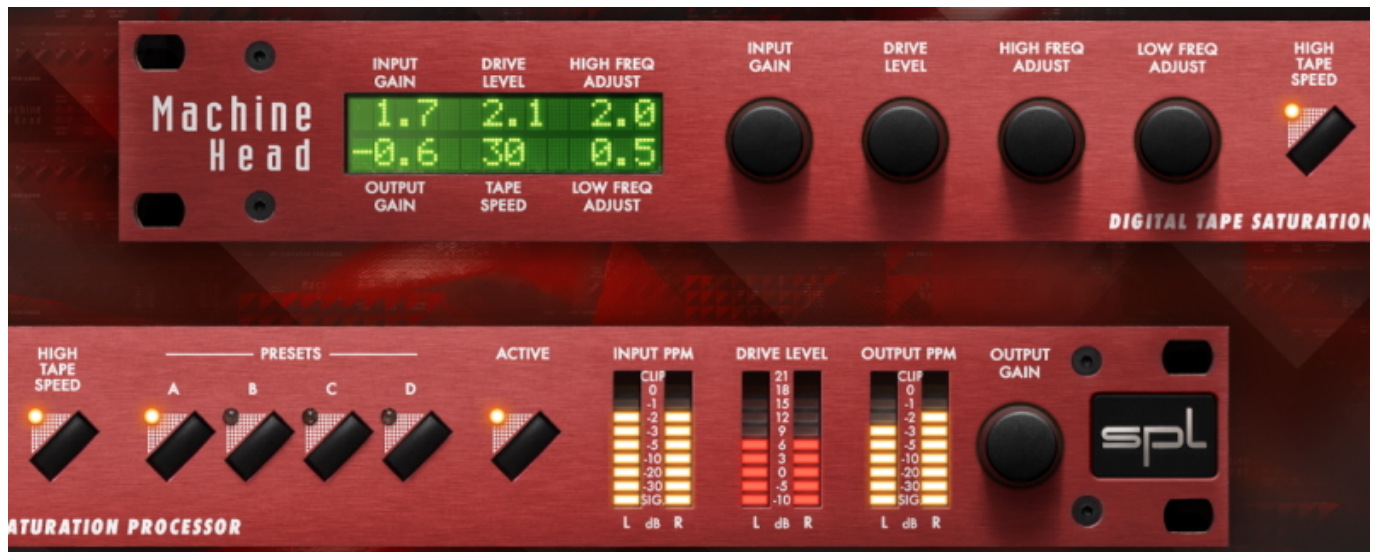 INPUT GAIN
DRIVE LEVEL
HIGH FREQ ADJUST
1.7 2.1 2.0
-0.6 30 0.5
OUTPUT GAIN
TAPE SPEED
LOW FREQ ADJUST
Machine
Head
INPUT GAIN
DRIVE LEVEL
HIGH FREQ ADJUST
LOW FREQ ADJUST
HIGH TAPE SPEED
DIGITAL TAPE SATURATION
HIGH TAPE SPEED
PRESETS
A B C D
ACTIVE
INPUT PPM
CLIP
0
-1
-2
-3
-5
-10
-20
-30
SIG.
L dB R
DRIVE LEVEL
21
18
15
12
9
6
3
0
-5
-10
L dB R
OUTPUT PPM
CLIP
0
-1
-2
-3
-5
-10
-20
-30
SIG.
L dB R
OUTPUT GAIN
spl
ATURATION PROCESSOR